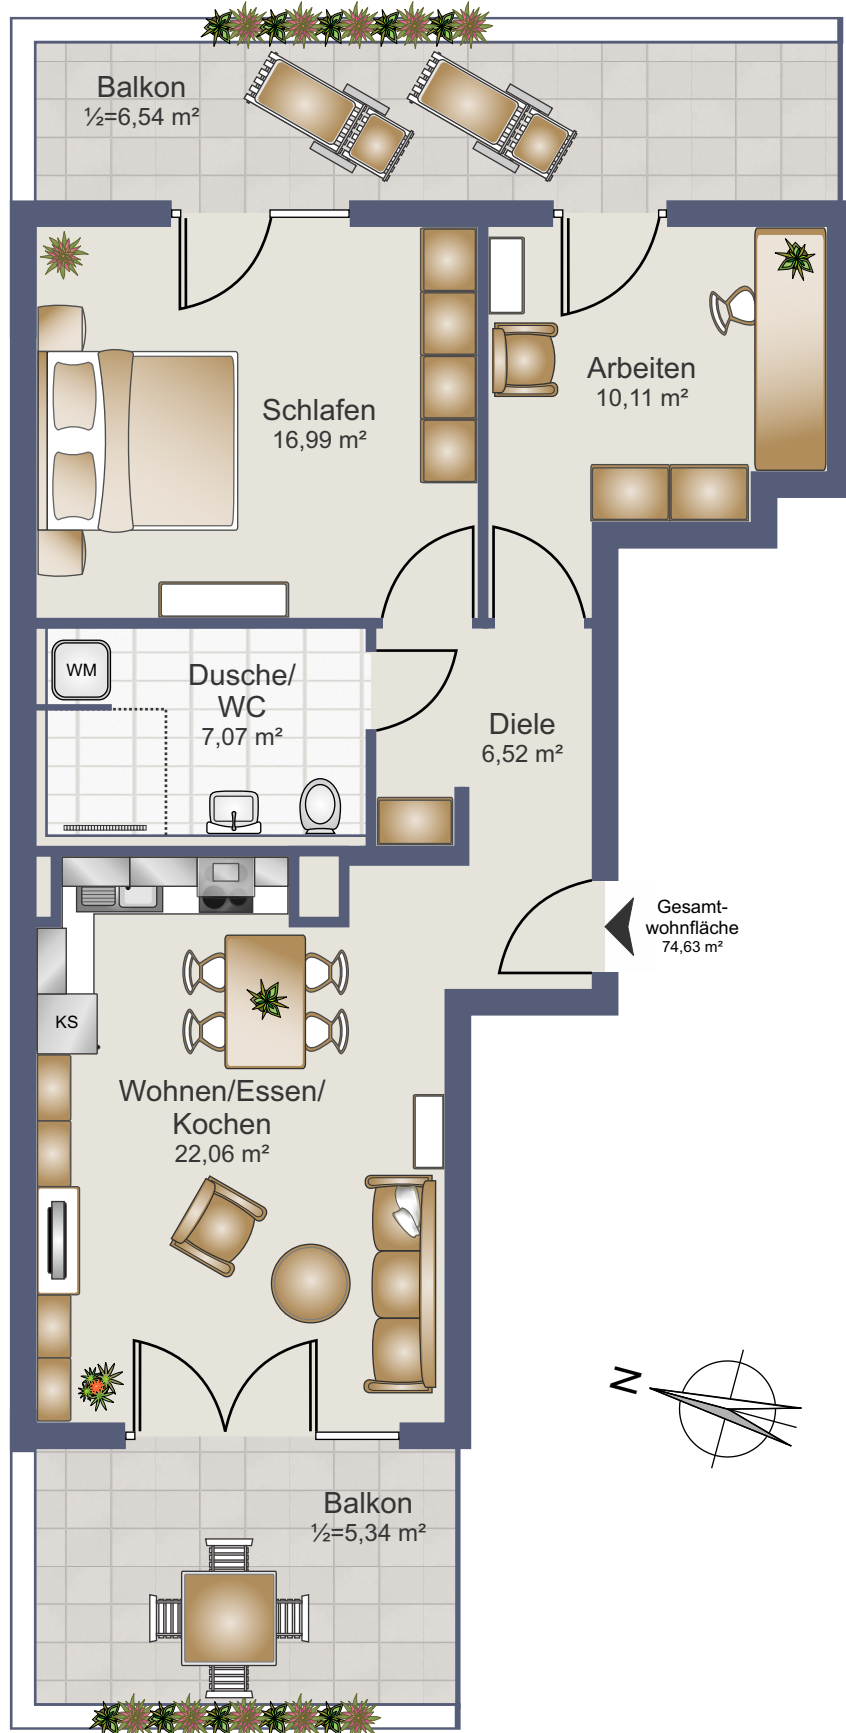 Balkon
½=6,54 m²
Arbeiten
10,11 m²
Schlafen
16,99 m²
WM
Dusche/
WC
7,07 m²
Diele
6,52 m²
Gesamt-
wohnfläche
74,63 m²
KS
Wohnen/Essen/
Kochen
22,06 m²
N
Balkon
½=5,34 m²